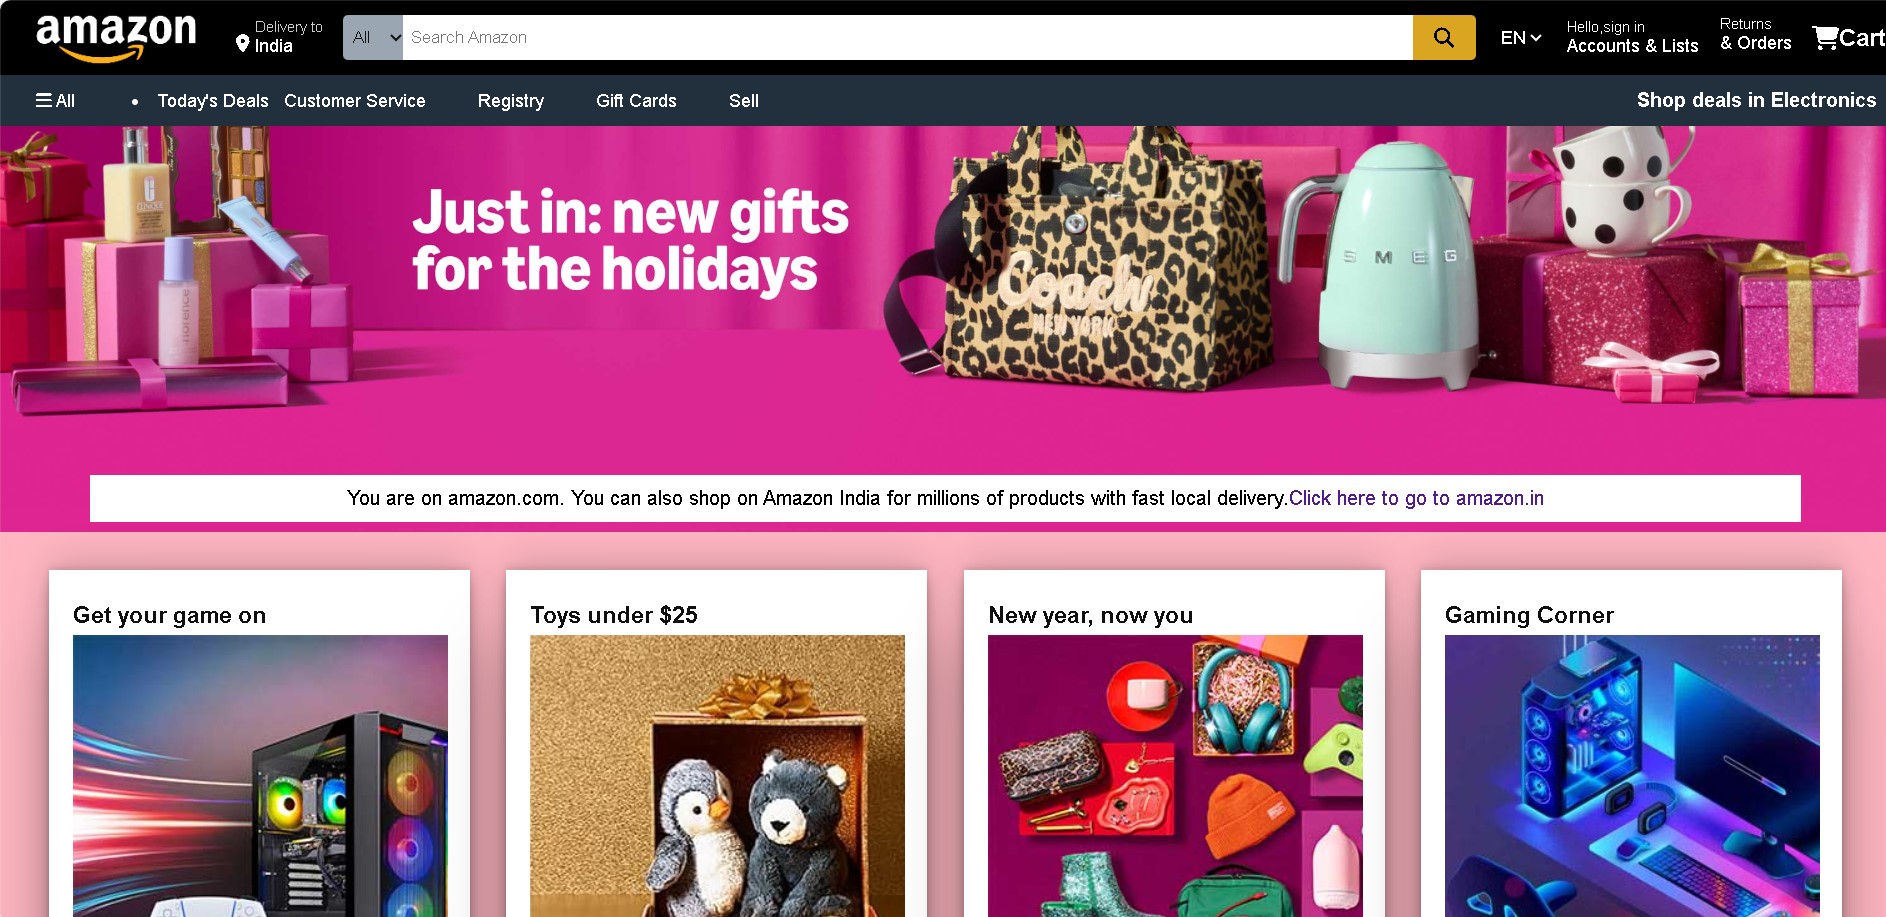 amazon
Delivery to
India
All
Search Amazon
EN
Hello,sign in
Accounts & Lists
Returns
& Orders
Cart
All
Today's Deals
Customer Service
Registry
Gift Cards
Sell
Shop deals in Electronics
Just in: new gifts
for the holidays
CLINIQUE
florence
Coach
NEW YORK
SMEG
You are on amazon.com. You can also shop on Amazon India for millions of products with fast local delivery.Click here to go to amazon.in
Get your game on
Toys under $25
New year, now you
Gaming Corner